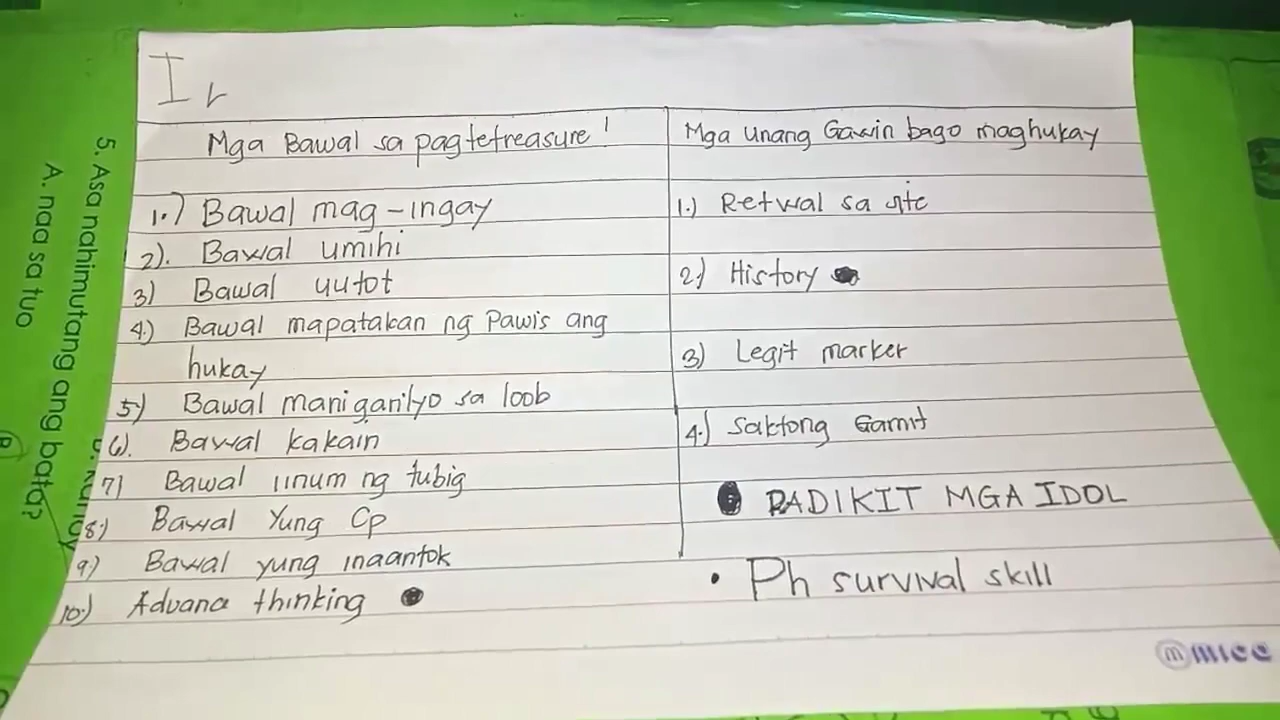 I
Mga Bawal sa pagtetreasure!
1.) Bawal mag-ingay
2). Bawal umihi
3) Bawal uutot
4.) Bawal mapatakan ng Pawis ang
hukay
5) Bawal manigarilyo sa loob
6). Bawal kakain
7) Bawal iinum ng tubig
8) Bawal Yung Cp
9) Bawal yung inaantok
10.) Advance thinking
Mga Unang Gawin bago maghukay
1.) Retwal sa site
2.) History
3) Legit marker
4.) Saktong Gamit
PADIKIT MGA IDOL
• Ph survival skill
5. Asa nahimutang ang bata?
A. naa sa tuo